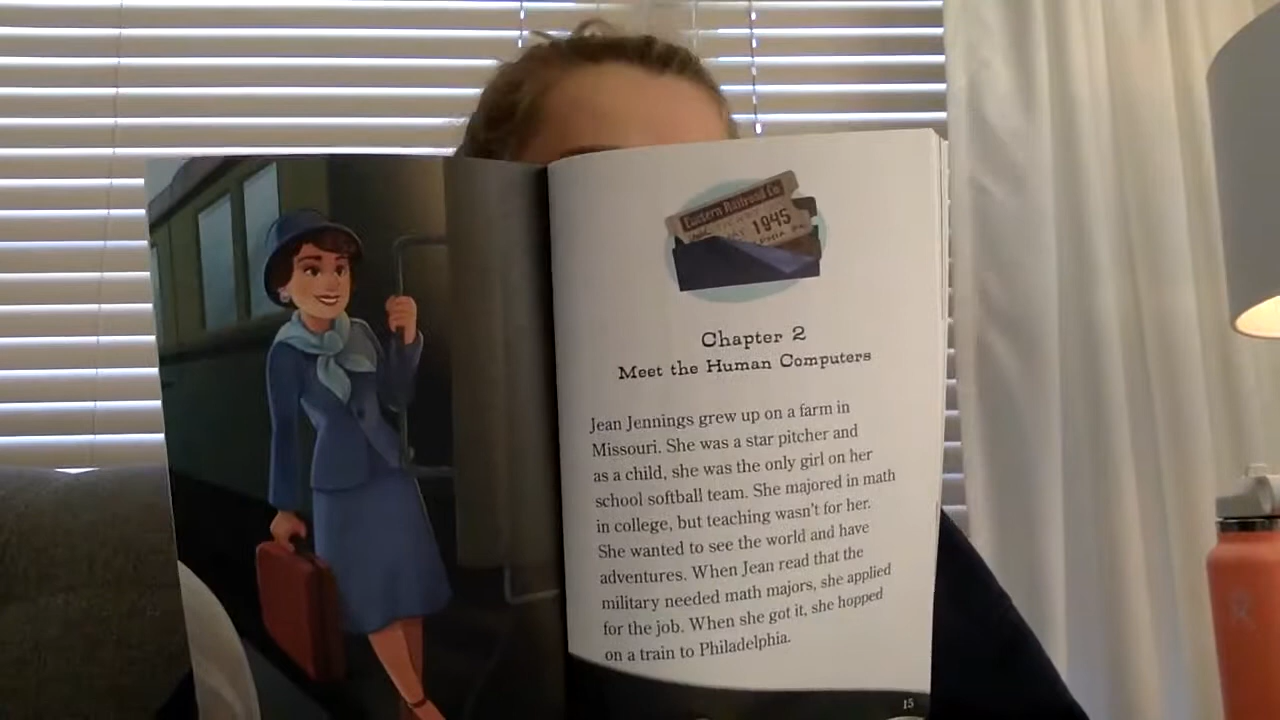 Eastern Railroad Co
1945
Chapter 2
Meet the Human Computers
Jean Jennings grew up on a farm in
Missouri. She was a star pitcher and
as a child, she was the only girl on her
school softball team. She majored in math
in college, but teaching wasn't for her.
She wanted to see the world and have
adventures. When Jean read that the
military needed math majors, she applied
for the job. When she got it, she hopped
on a train to Philadelphia.
15